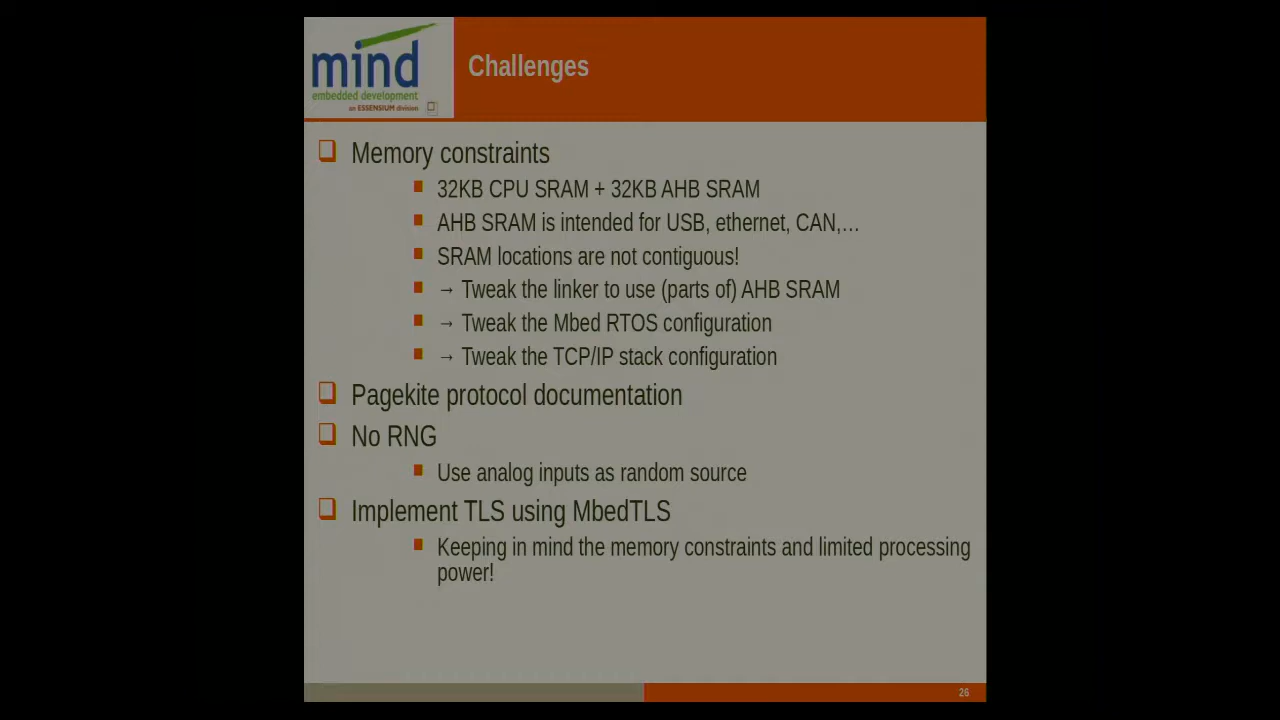 mind
embedded development
an ESSENSIUM division
Challenges
Memory constraints
32KB CPU SRAM + 32KB AHB SRAM
AHB SRAM is intended for USB, ethernet, CAN,…
SRAM locations are not contiguous!
→ Tweak the linker to use (parts of) AHB SRAM
→ Tweak the Mbed RTOS configuration
→ Tweak the TCP/IP stack configuration
Pagekite protocol documentation
No RNG
Use analog inputs as random source
Implement TLS using MbedTLS
Keeping in mind the memory constraints and limited processing
power!
26